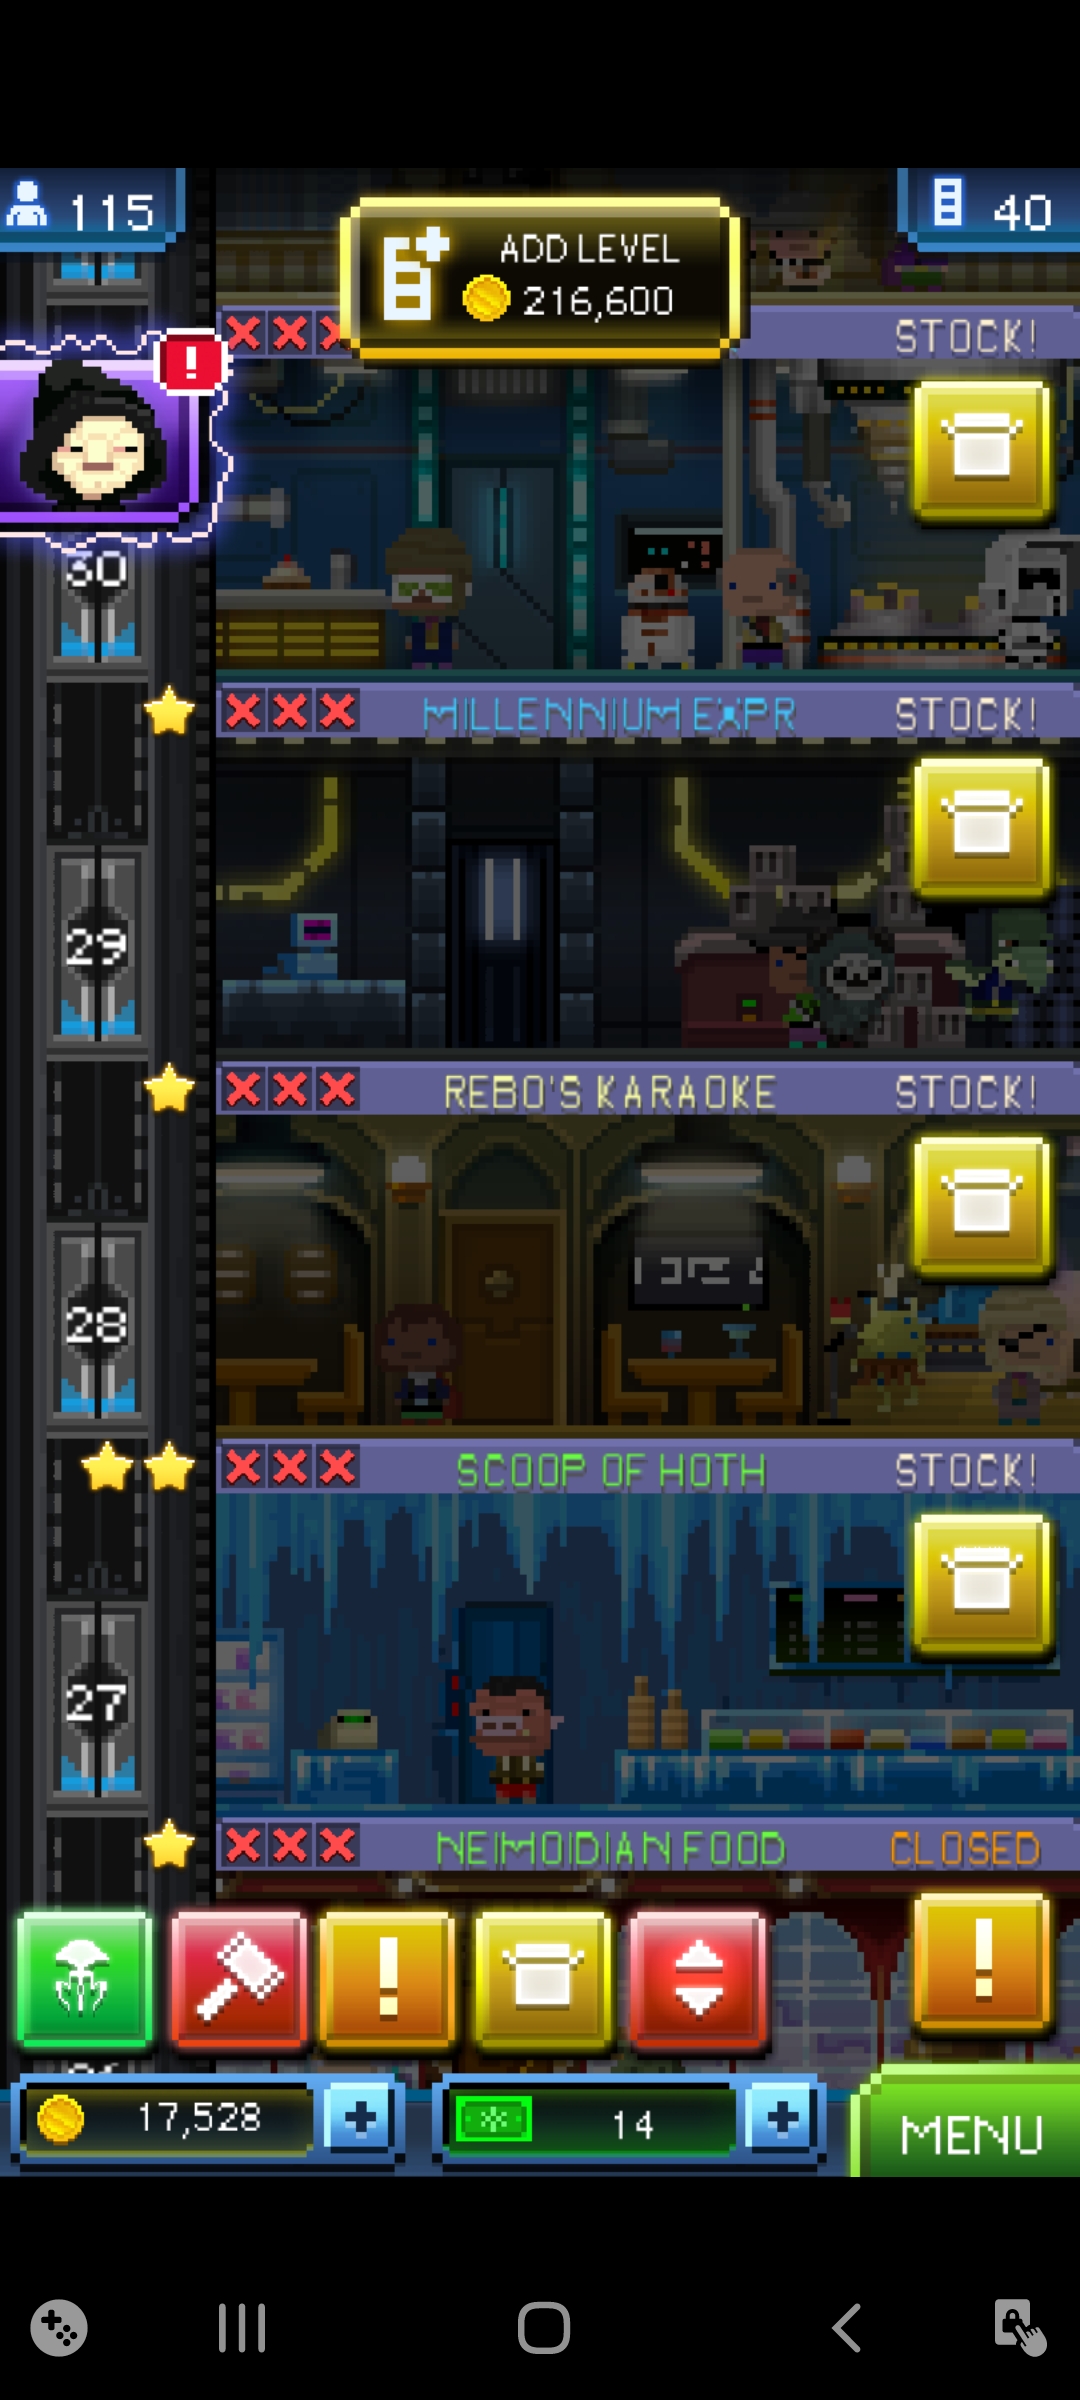 115
ADD LEVEL
216,600
40
STOCK!
!
30
MILLENNIUM EXPR
STOCK!
29
REBO'S KARAOKE
STOCK!
28
SCOOP OF HOTH
STOCK!
27
NEIMOIDIAN FOOD
CLOSED
!
!
17,528
14
MENU